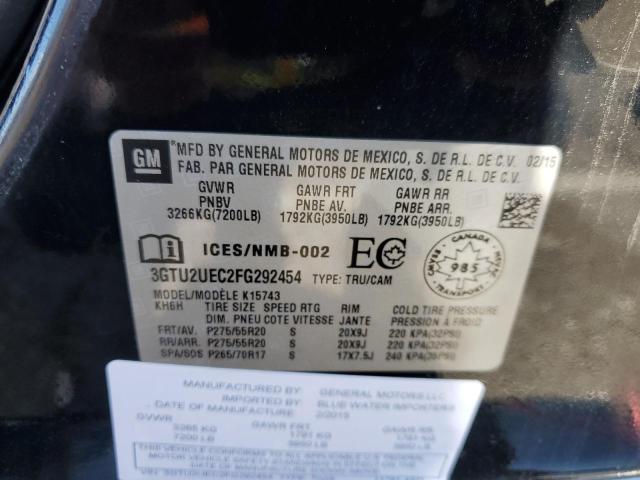 GM
MFD BY GENERAL MOTORS DE MEXICO, S. DE R.L. DE C.V. 02/15
FAB. PAR GENERAL MOTORS DE MEXICO, S. DE R.L. DE C.V.
GVWR GAWR FRT GAWR RR
PNBV PNBE AV. PNBE ARR.
3266KG(7200LB) 1792KG(3950LB) 1792KG(3950LB)
ICES/NMB-002 EC CANADA 985
3GTU2UEC2FG292454 TYPE: TRU/CAM
MODEL/MODÈLE K15743
KH6H TIRE SIZE SPEED RTG RIM COLD TIRE PRESSURE
DIM. PNEU COTE VITESSE JANTE PRESSION À FROID
FRT/AV. P275/55R20 S 20X9J 220 KPA(32PSI)
RR/ARR. P275/55R20 S 20X9J 220 KPA(32PSI)
SPA/SOS P265/70R17 S 17X7.5J 240 KPA(35PSI)
MANUFACTURED BY: GENERAL MOTORS LLC
IMPORTED BY: BLUE WATER IMPORTERS
DATE OF MANUFACTURE: 2/2015
GVWR GAWR FRT GAWR RR
3266 KG 1791 KG 1791 KG
7200 LB 3950 LB 3950 LB